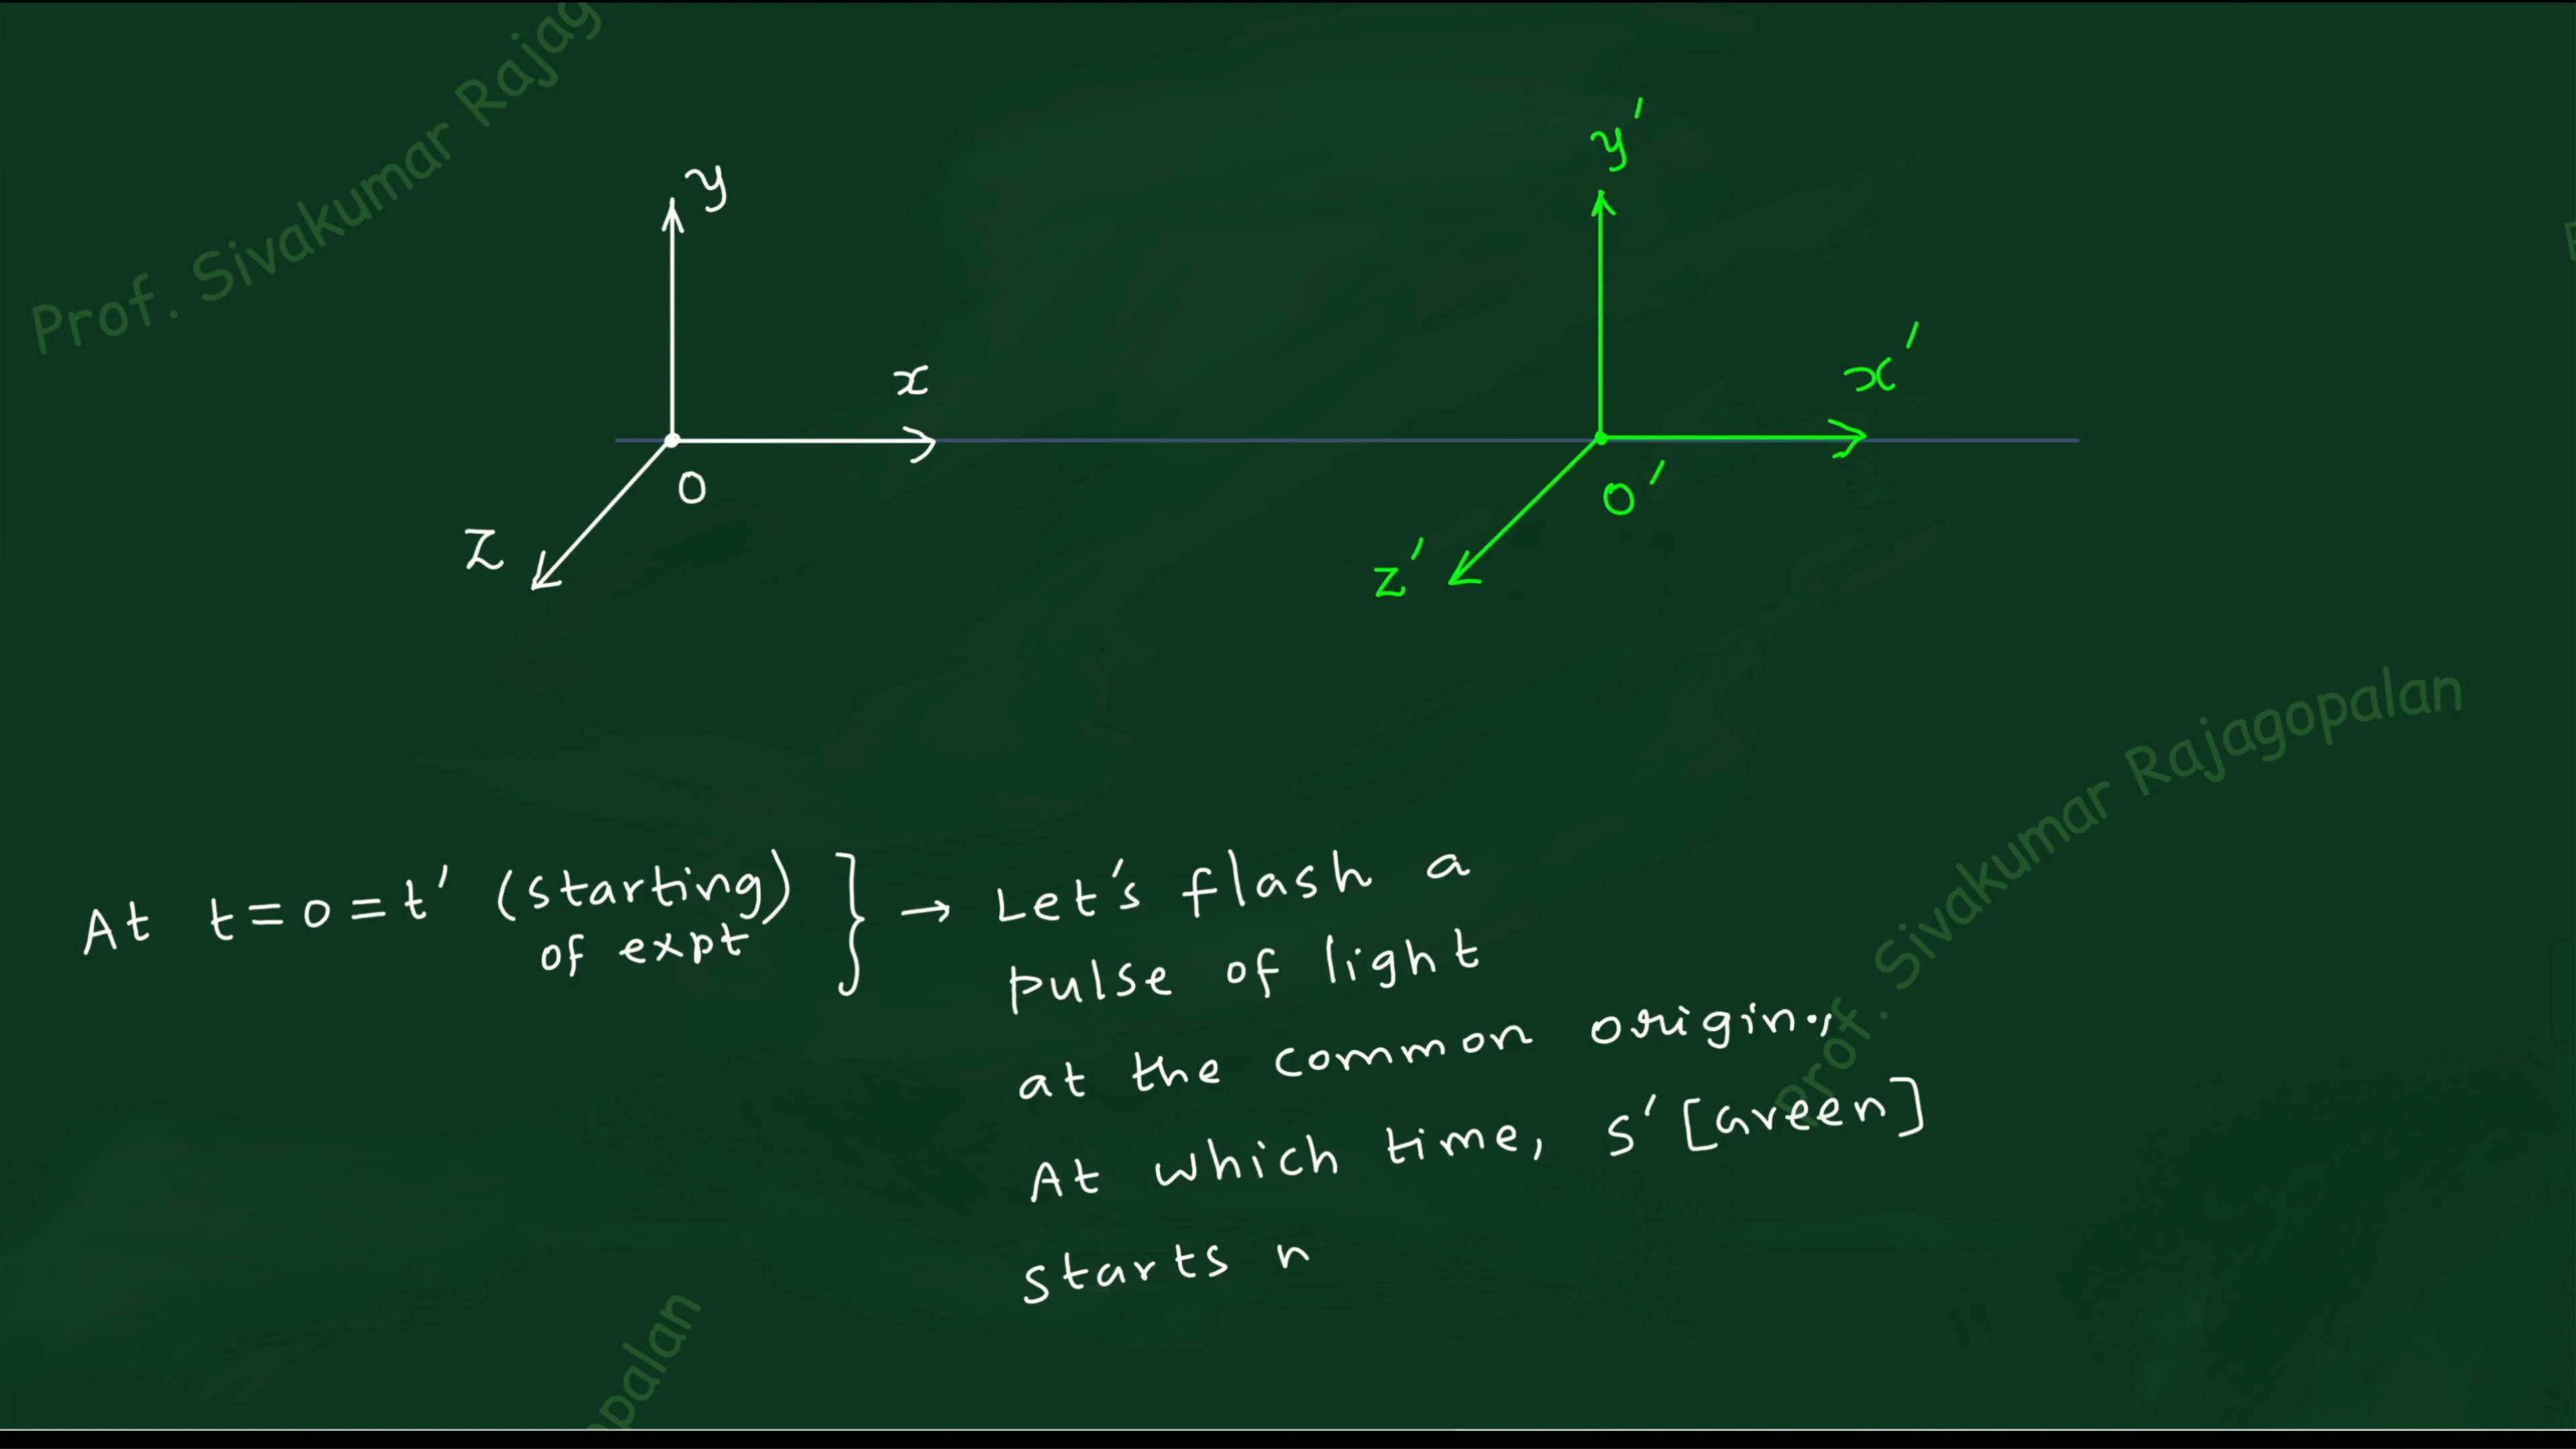 Prof. Sivakumar Rajag
y
x
O
z
y'
x'
O'
z'
Prof. Sivakumar Rajagopalan
At t=0=t' (starting) } → Let's flash a
of expt
pulse of light
at the common origin.,
At which time, S' [Green]
starts n
opalan